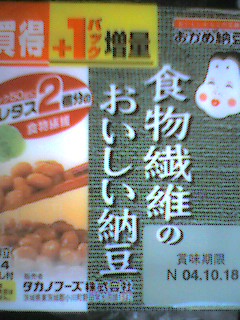 買得
+1パック増量
おかめ納豆
レタス2個分の
食物繊維
食物繊維の
おいしい納豆
賞味期限
N 04.10.18
タカノフーズ株式会社